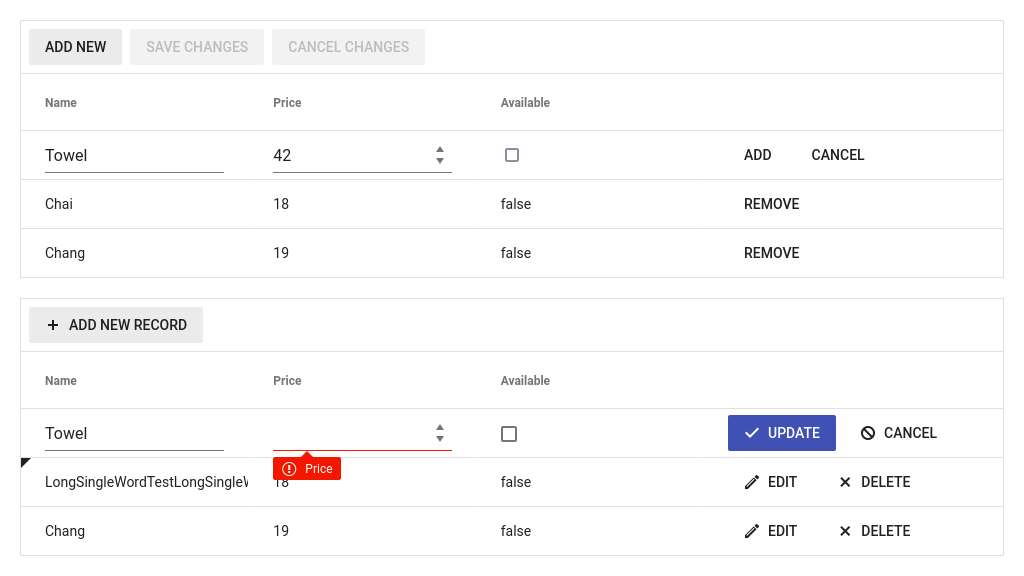 ADD NEW SAVE CHANGES CANCEL CHANGES
Name Price Available
Towel 42 ADD CANCEL
Chai 18 false REMOVE
Chang 19 false REMOVE
ADD NEW RECORD
Name Price Available
Towel UPDATE CANCEL
Price
LongSingleWordTestLongSingleW 18 false EDIT DELETE
Chang 19 false EDIT DELETE